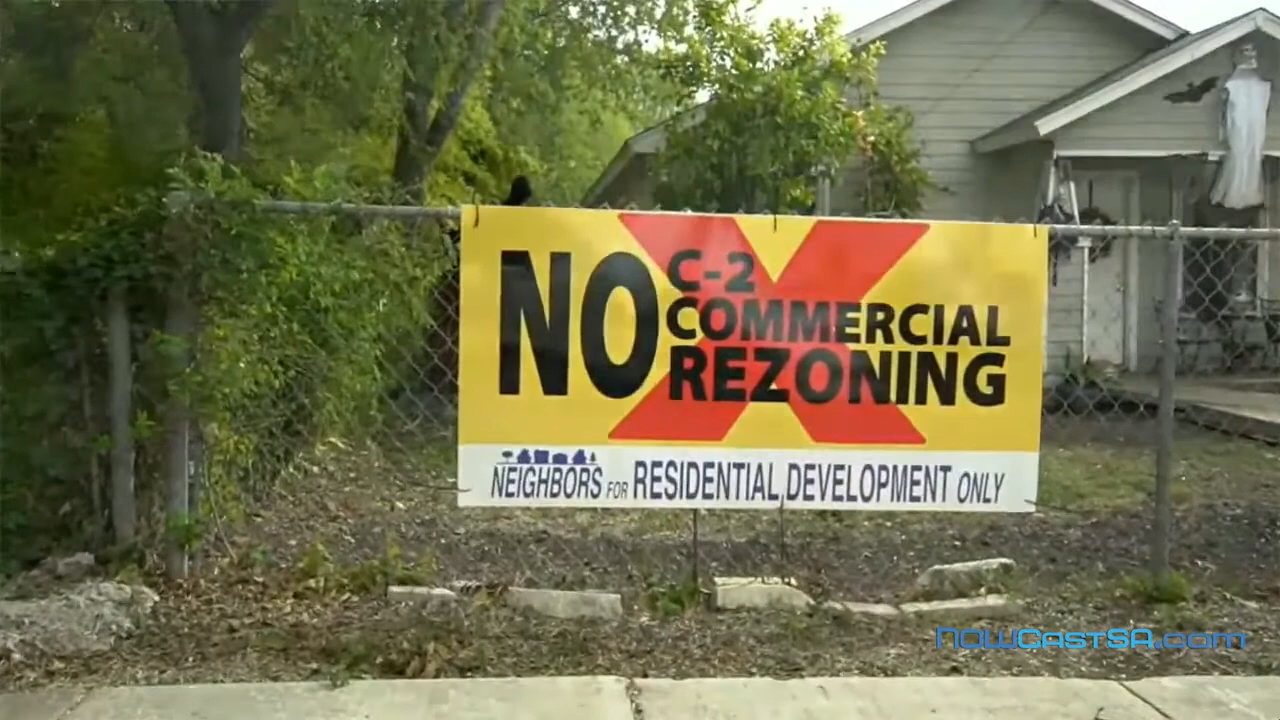 NO C-2
COMMERCIAL
REZONING
NEIGHBORS FOR RESIDENTIAL DEVELOPMENT ONLY
NOWCastSA.com